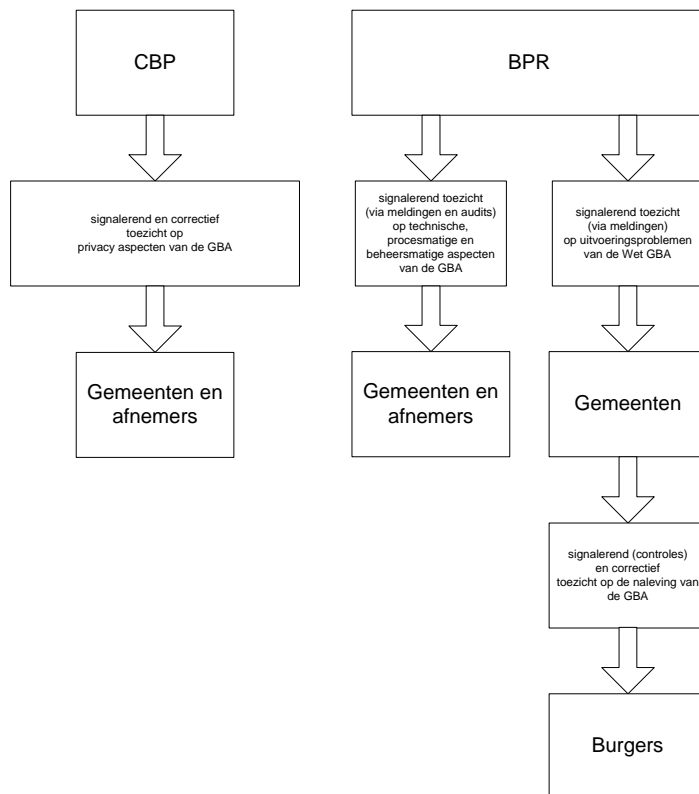 CBP
BPR
signalerend en correctief
toezicht op
privacy aspecten van de GBA
signalerend toezicht
(via meldingen en audits)
op technische,
procesmatige en
beheersmatige aspecten
van de GBA
signalerend toezicht
(via meldingen)
op uitvoeringsproblemen
van de Wet GBA
Gemeenten en
afnemers
Gemeenten en
afnemers
Gemeenten
signalerend (controles)
en correctief
toezicht op de naleving van
de GBA
Burgers